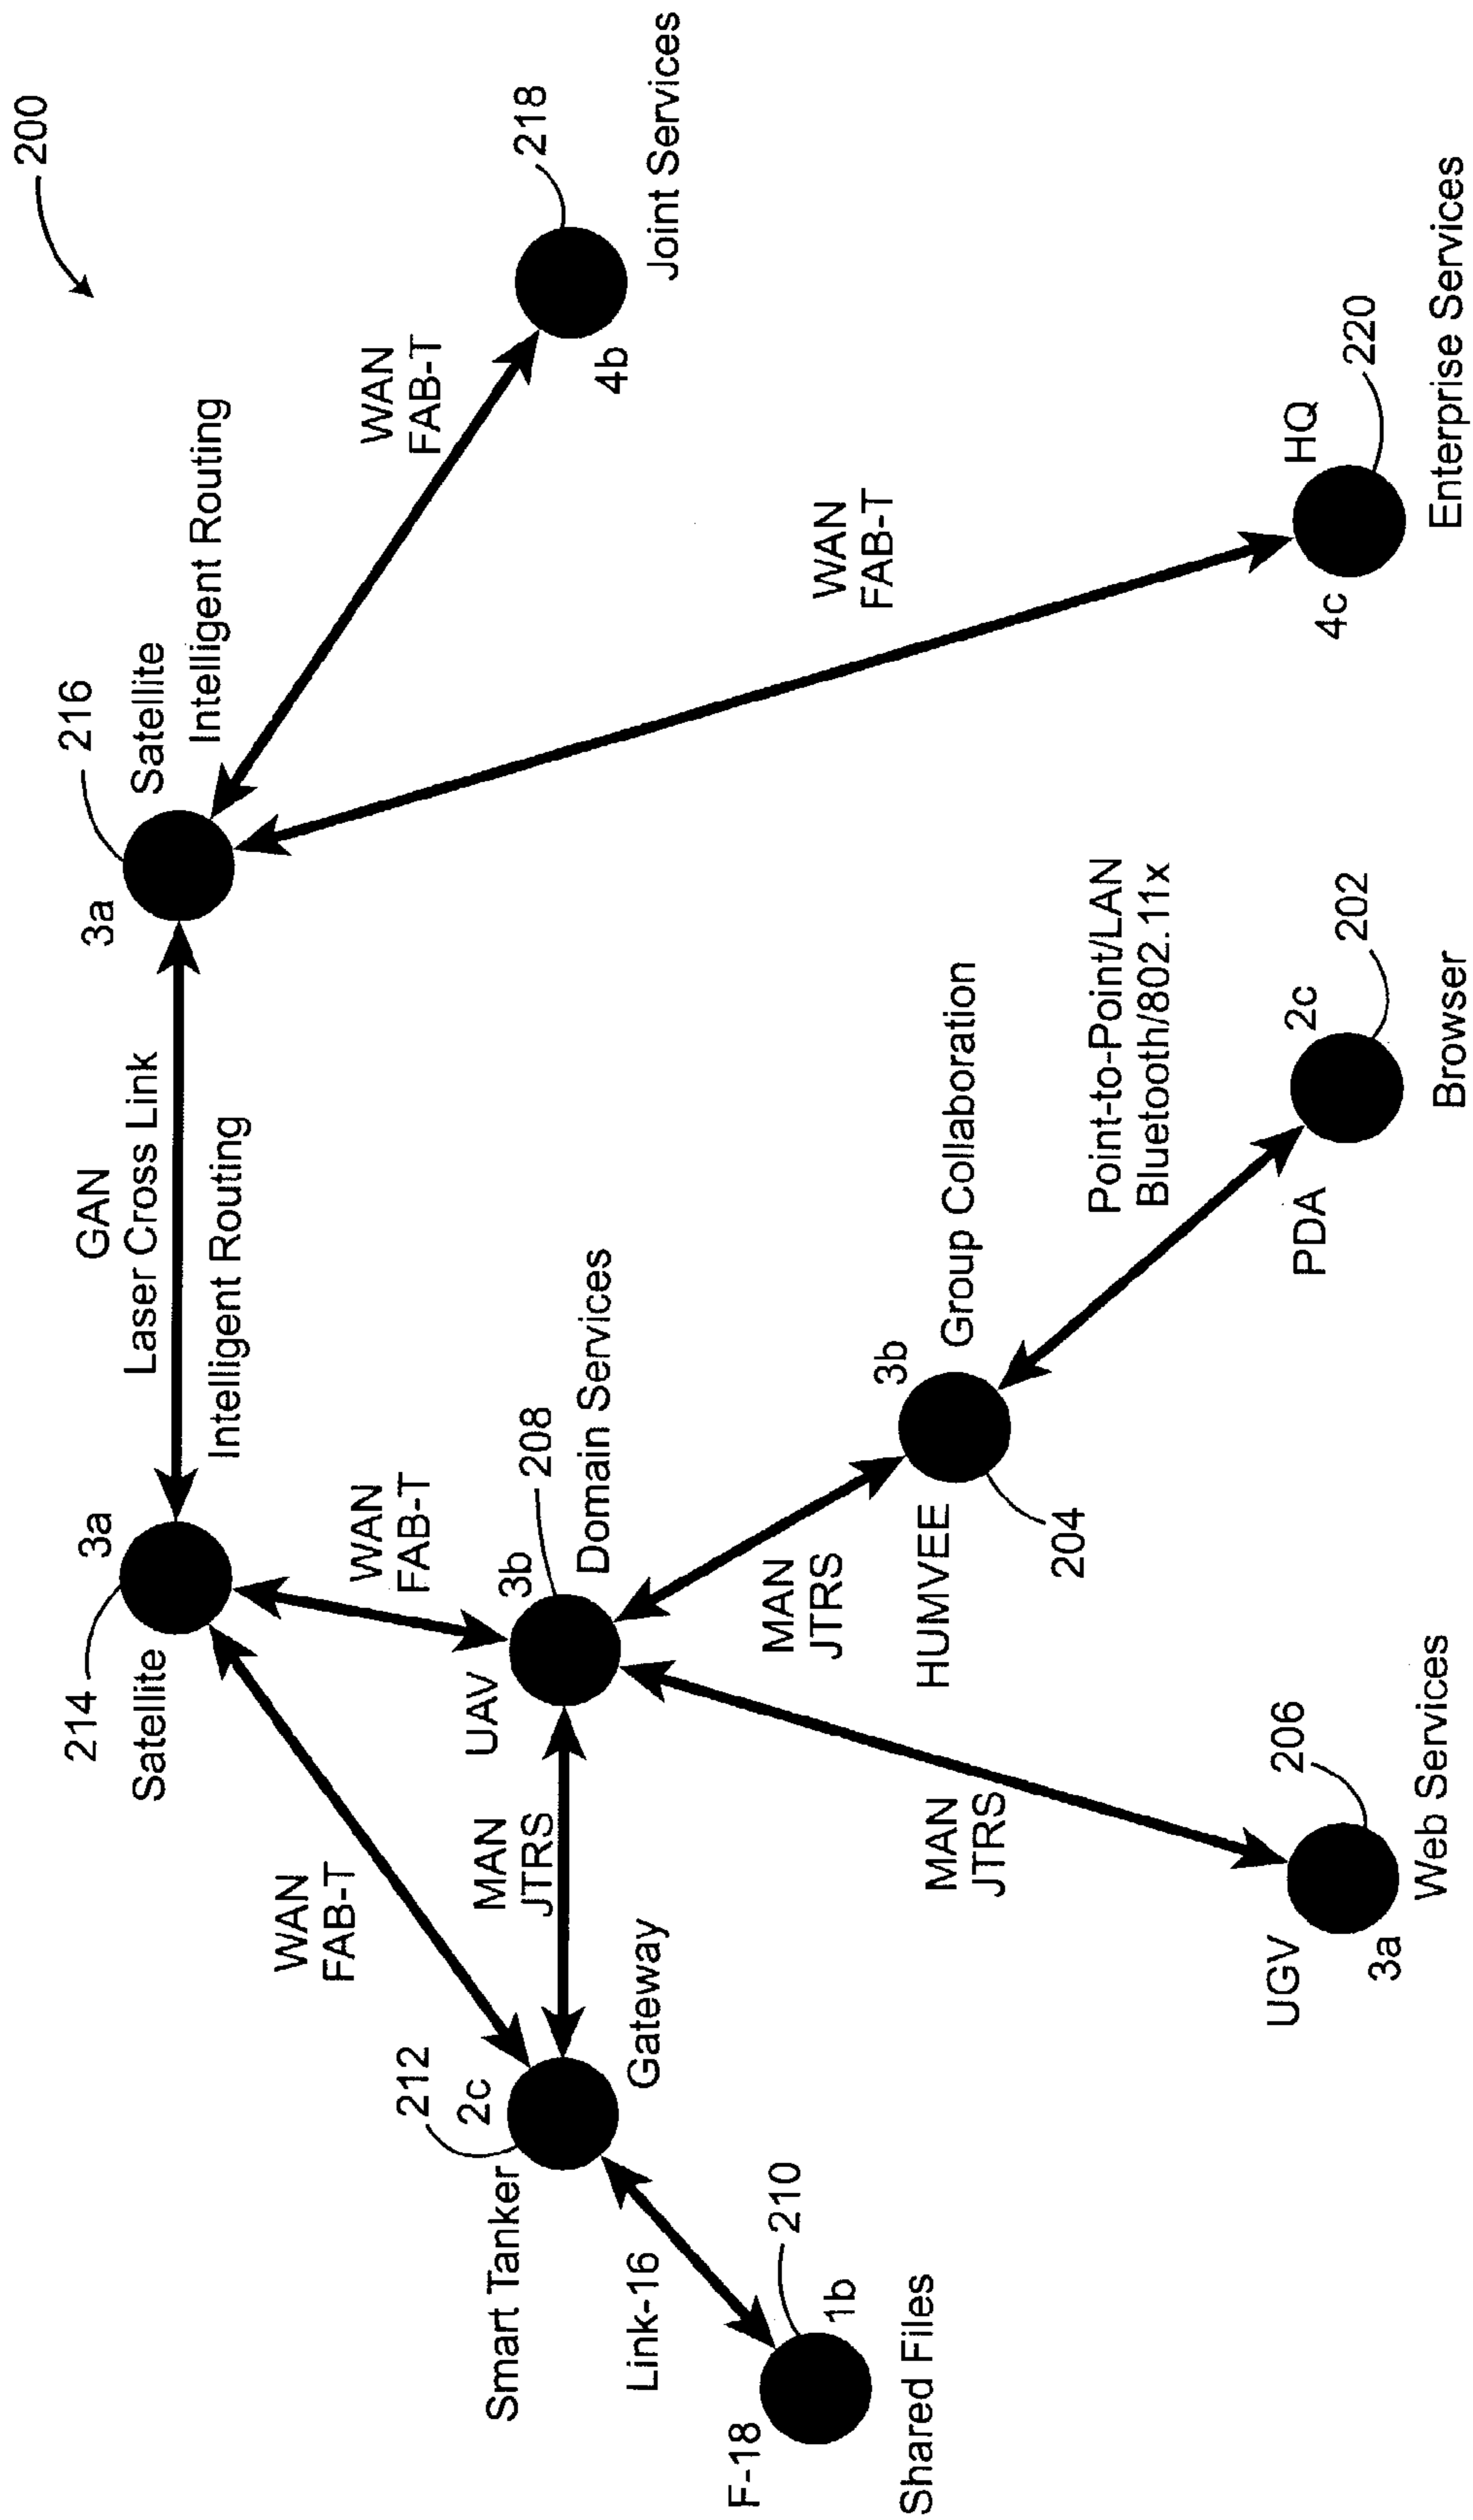 200
216
3a
Satellite
Intelligent Routing
GAN
Laser Cross Link
Intelligent Routing
214
3a
Satellite
WAN
FAB-T
218
4b
Joint Services
WAN
FAB-T
HQ
220
4c
Enterprise Services
WAN
FAB-T
WAN
FAB-T
212
2c
Smart Tanker
Gateway
MAN
JTRS
UAV
3b
208
Domain Services
Link-16
F-18
210
1b
Shared Files
MAN
JTRS
HUMVEE
3b
204
Group Collaboration
MAN
JTRS
UGV
206
3a
Web Services
Point-to-Point/LAN
Bluetooth/802.11x
PDA
2c
202
Browser